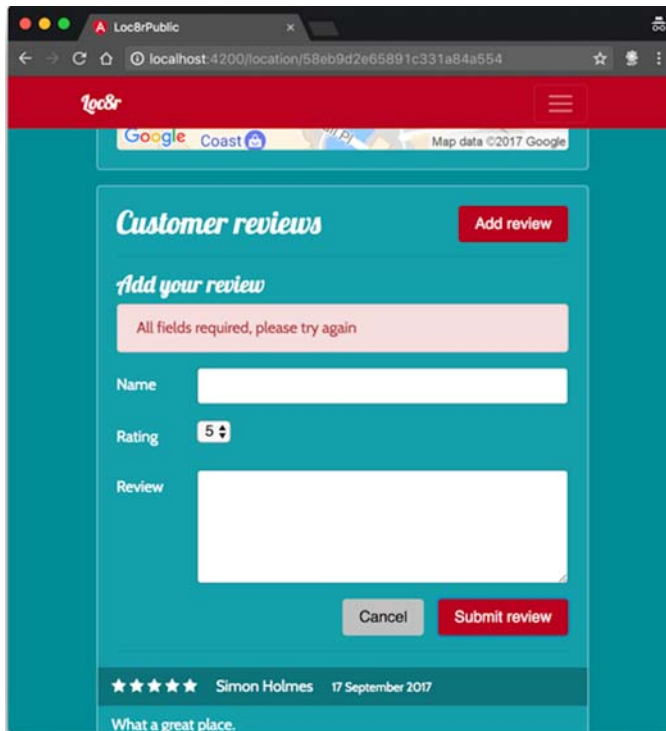 Loc8rPublic
localhost:4200/location/58eb9d2e65891c331a84a554
Loc8r
Google Coast Map data ©2017 Google
Customer reviews Add review
Add your review
All fields required, please try again
Name
Rating 5
Review
Cancel Submit review
Simon Holmes 17 September 2017
What a great place.